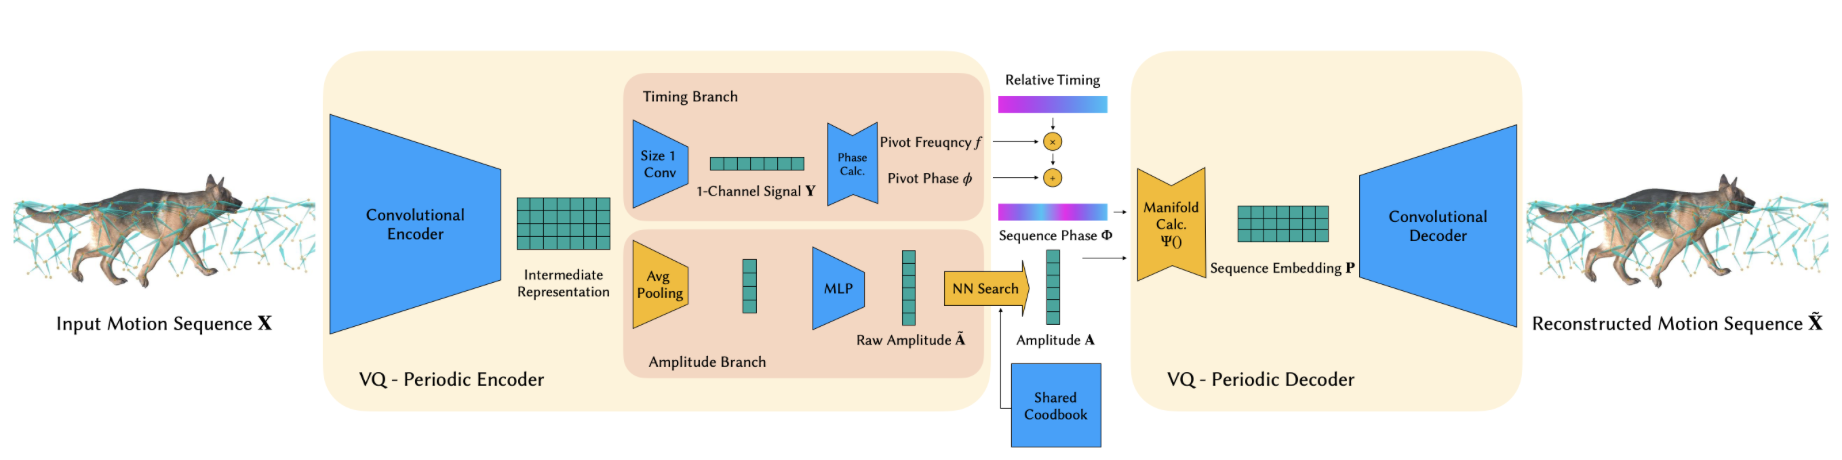 Input Motion Sequence X
Convolutional
Encoder
Intermediate
Representation
VQ - Periodic Encoder
Timing Branch
Size 1
Conv
1-Channel Signal Y
Phase
Calc.
Pivot Freuqncy f
Pivot Phase ϕ
Avg
Pooling
MLP
Raw Amplitude Ã
Amplitude Branch
Relative Timing
×
+
Sequence Phase Φ
NN Search
Amplitude A
Shared
Coodbook
Manifold
Calc.
Ψ()
Sequence Embedding P
Convolutional
Decoder
VQ - Periodic Decoder
Reconstructed Motion Sequence X̃